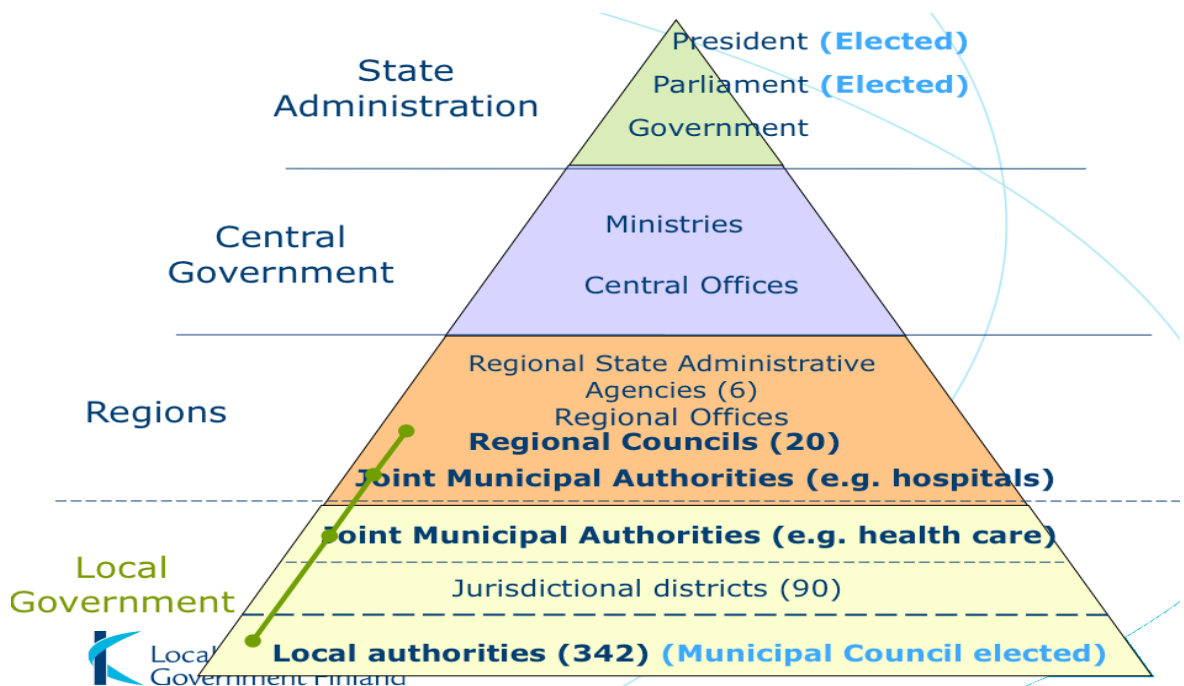 President (Elected)
State
Administration
Parliament (Elected)
Government
Central
Government
Ministries
Central Offices
Regions
Regional State Administrative
Agencies (6)
Regional Offices
Regional Councils (20)
Joint Municipal Authorities (e.g. hospitals)
Joint Municipal Authorities (e.g. health care)
Local
Government
Jurisdictional districts (90)
Local authorities (342) (Municipal Council elected)
Local
Government Finland